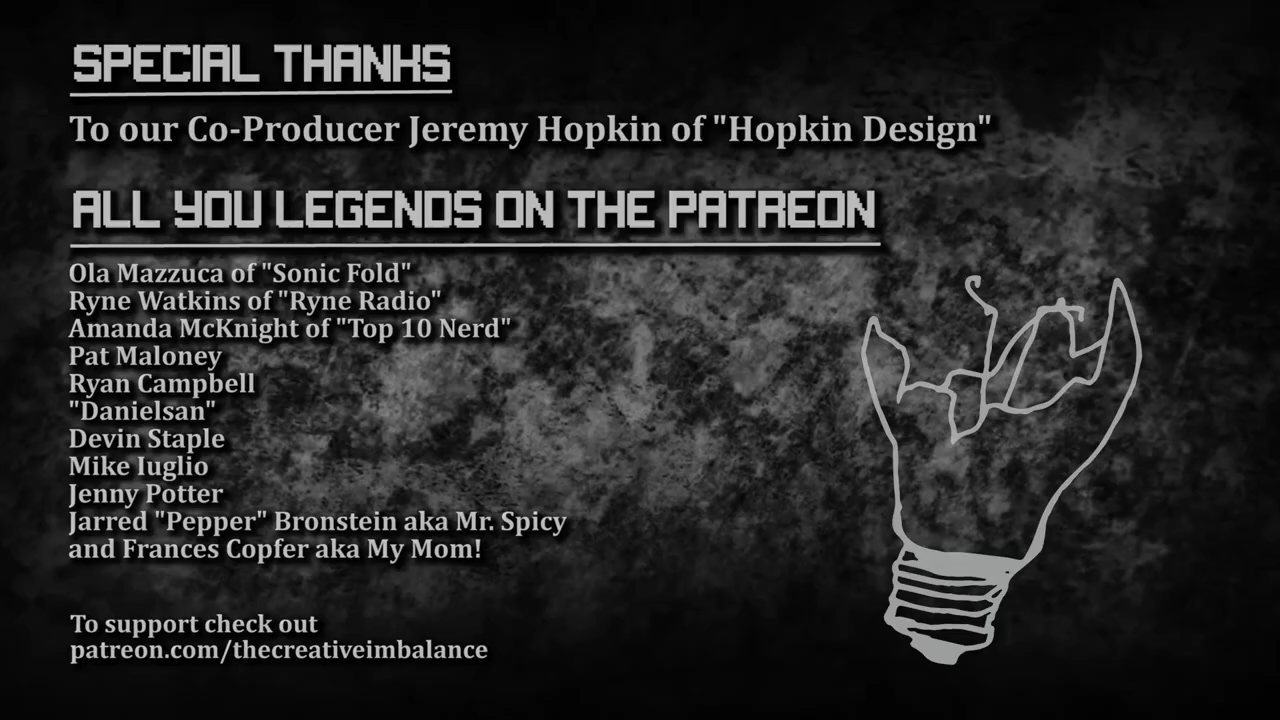 SPECIAL THANKS
To our Co-Producer Jeremy Hopkin of "Hopkin Design"
ALL YOU LEGENDS ON THE PATREON
Ola Mazzuca of "Sonic Fold"
Ryne Watkins of "Ryne Radio"
Amanda McKnight of "Top 10 Nerd"
Pat Maloney
Ryan Campbell
"Danielsan"
Devin Staple
Mike Iuglio
Jenny Potter
Jarred "Pepper" Bronstein aka Mr. Spicy
and Frances Copfer aka My Mom!
To support check out
patreon.com/thecreativeimbalance